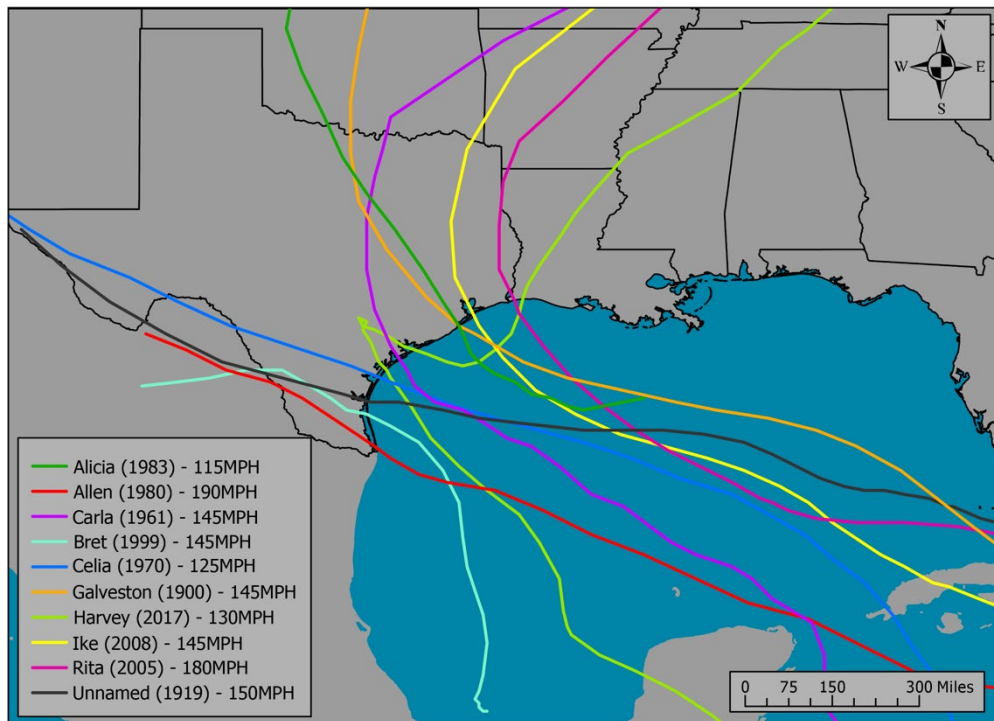 N
W E
S
Alicia (1983) - 115MPH
Allen (1980) - 190MPH
Carla (1961) - 145MPH
Bret (1999) - 145MPH
Celia (1970) - 125MPH
Galveston (1900) - 145MPH
Harvey (2017) - 130MPH
Ike (2008) - 145MPH
Rita (2005) - 180MPH
Unnamed (1919) - 150MPH
0 75 150 300 Miles